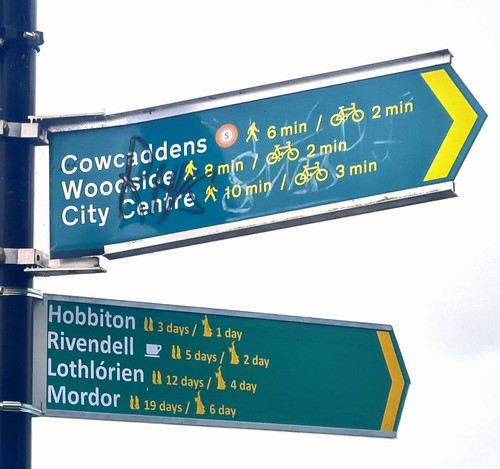 Cowcaddens S 6 min / 2 min
Woodside 8 min / 2 min
City Centre 10 min / 3 min
Hobbiton 3 days / 1 day
Rivendell 5 days / 2 day
Lothlórien 12 days / 4 day
Mordor 19 days / 6 day